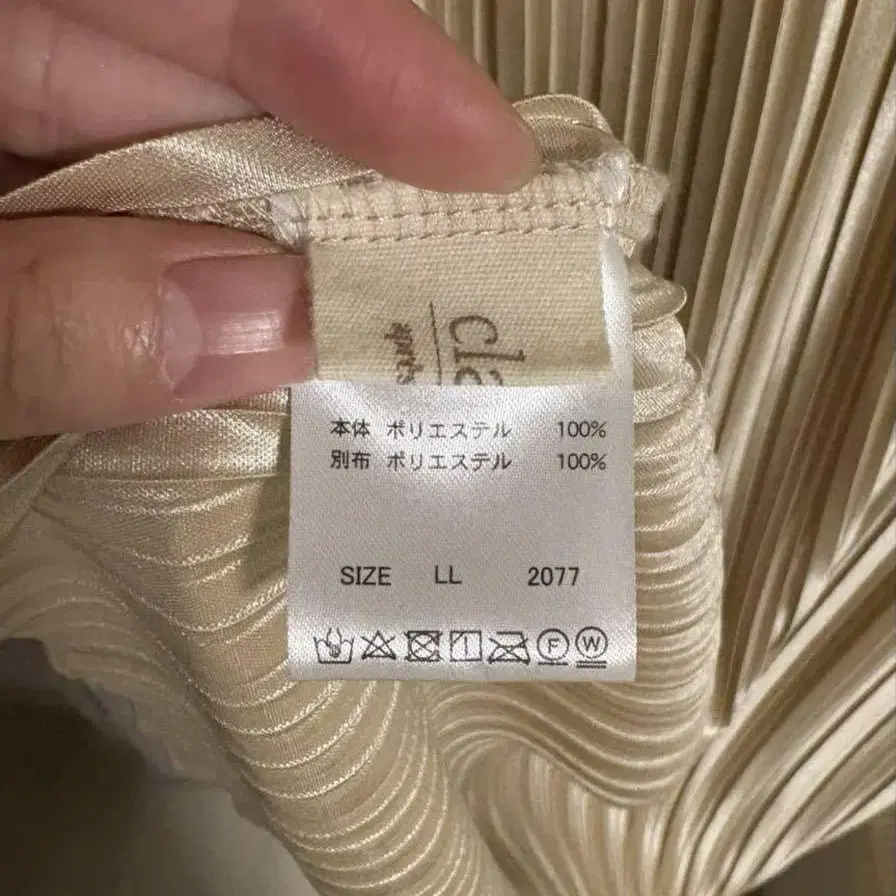 本体 ポリエステル 100%
別布 ポリエステル 100%
SIZE LL 2077
F W